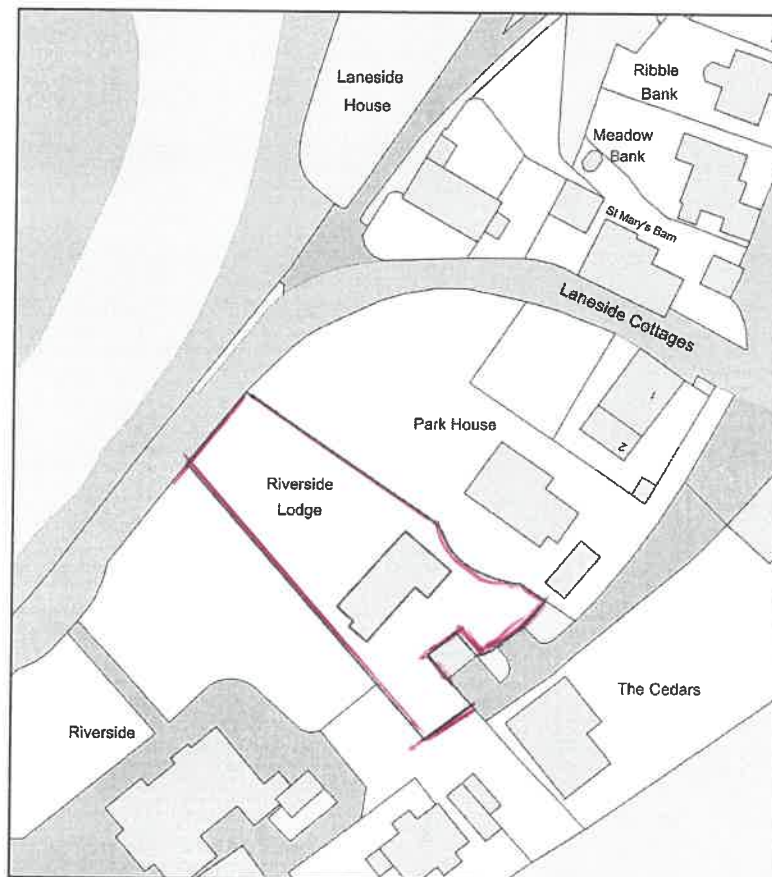 Laneside
House
Ribble
Bank
Meadow
Bank
St Mary's Barn
Laneside Cottages
1
2
Park House
Riverside
Lodge
The Cedars
Riverside